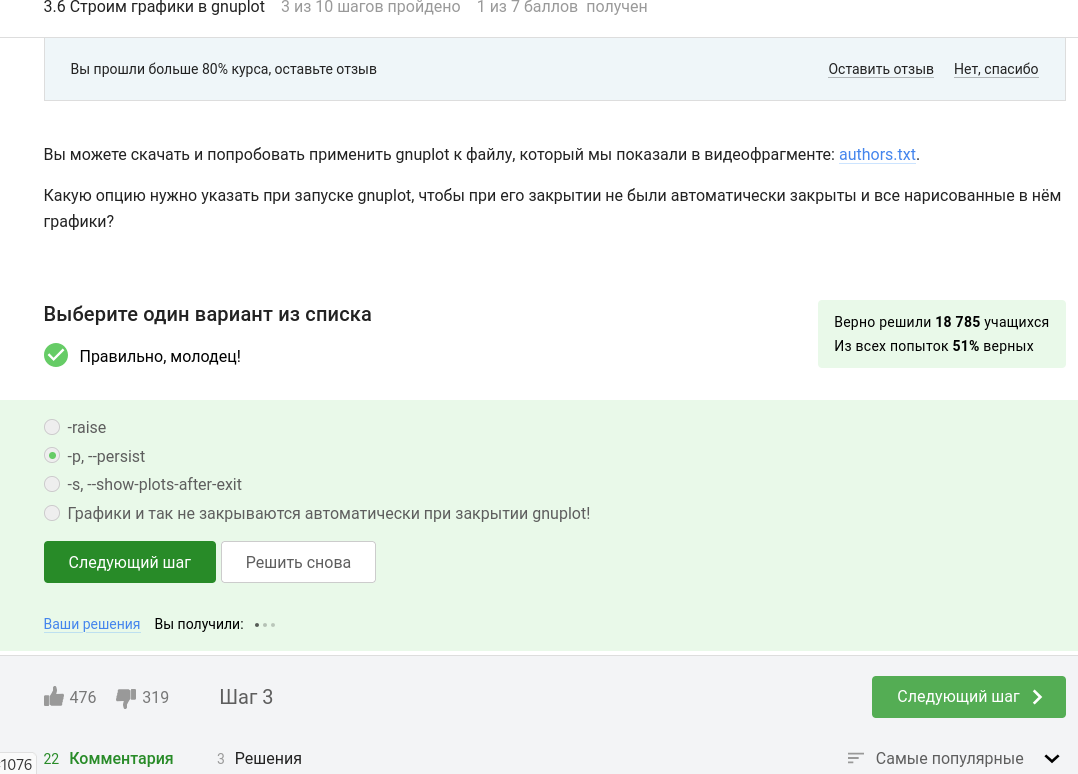 3.6 Строим графики в gnuplot 3 из 10 шагов пройдено 1 из 7 баллов получен
Вы прошли больше 80% курса, оставьте отзыв Оставить отзыв Нет, спасибо
Вы можете скачать и попробовать применить gnuplot к файлу, который мы показали в видеофрагменте: authors.txt.
Какую опцию нужно указать при запуске gnuplot, чтобы при его закрытии не были автоматически закрыты и все нарисованные в нём
графики?
Выберите один вариант из списка
Правильно, молодец!
Верно решили 18 785 учащихся
Из всех попыток 51% верных
-raise
-p, --persist
-s, --show-plots-after-exit
Графики и так не закрываются автоматически при закрытии gnuplot!
Следующий шаг Решить снова
Ваши решения Вы получили:
476 319 Шаг 3 Следующий шаг
22 Комментария 3 Решения Самые популярные
1076